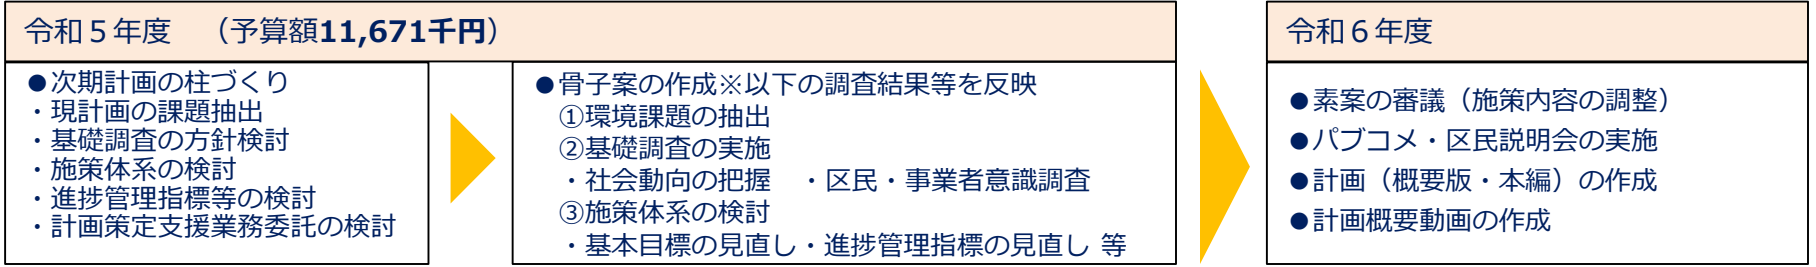 令和５年度　（予算額11,671千円）
●次期計画の柱づくり
・現計画の課題抽出
・基礎調査の方針検討
・施策体系の検討
・進捗管理指標等の検討
・計画策定支援業務委託の検討
●骨子案の作成※以下の調査結果等を反映
①環境課題の抽出
②基礎調査の実施
・社会動向の把握　・区民・事業者意識調査
③施策体系の検討
・基本目標の見直し・進捗管理指標の見直し 等
令和６年度
●素案の審議（施策内容の調整）
●パブコメ・区民説明会の実施
●計画（概要版・本編）の作成
●計画概要動画の作成